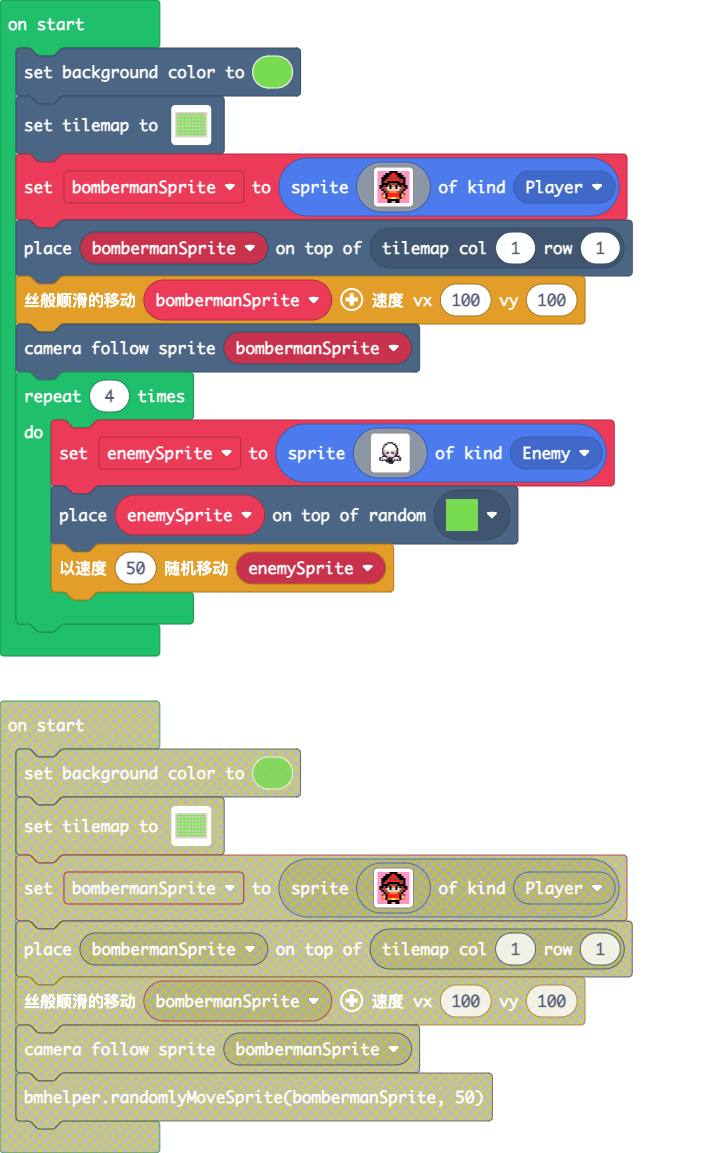 on start
set background color to
set tilemap to
set bombermanSprite to sprite of kind Player
place bombermanSprite on top of tilemap col 1 row 1
丝般顺滑的移动 bombermanSprite 速度 vx 100 vy 100
camera follow sprite bombermanSprite
repeat 4 times
do
set enemySprite to sprite of kind Enemy
place enemySprite on top of random
以速度 50 随机移动 enemySprite
on start
set background color to
set tilemap to
set bombermanSprite to sprite of kind Player
place bombermanSprite on top of tilemap col 1 row 1
丝般顺滑的移动 bombermanSprite 速度 vx 100 vy 100
camera follow sprite bombermanSprite
bmhelper.randomlyMoveSprite(bombermanSprite, 50)